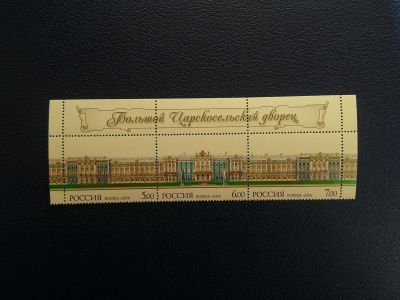 Большой Царскосельский дворец
5.00 6.00 7.00
РОССИЯ РОССИЯ РОССИЯ